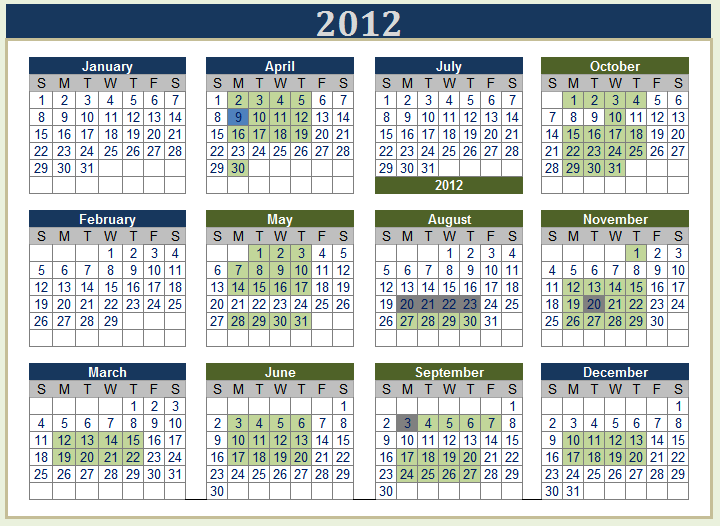 2012
January
S M T W T F S
1 2 3 4 5 6 7
8 9 10 11 12 13 14
15 16 17 18 19 20 21
22 23 24 25 26 27 28
29 30 31
April
S M T W T F S
1 2 3 4 5 6 7
8 9 10 11 12 13 14
15 16 17 18 19 20 21
22 23 24 25 26 27 28
29 30
July
S M T W T F S
1 2 3 4 5 6 7
8 9 10 11 12 13 14
15 16 17 18 19 20 21
22 23 24 25 26 27 28
29 30 31
2012
October
S M T W T F S
1 2 3 4 5 6
7 8 9 10 11 12 13
14 15 16 17 18 19 20
21 22 23 24 25 26 27
28 29 30 31
February
S M T W T F S
1 2 3 4
5 6 7 8 9 10 11
12 13 14 15 16 17 18
19 20 21 22 23 24 25
26 27 28 29
May
S M T W T F S
1 2 3 4 5
6 7 8 9 10 11 12
13 14 15 16 17 18 19
20 21 22 23 24 25 26
27 28 29 30 31
August
S M T W T F S
1 2 3 4
5 6 7 8 9 10 11
12 13 14 15 16 17 18
19 20 21 22 23 24 25
26 27 28 29 30 31
November
S M T W T F S
1 2 3
4 5 6 7 8 9 10
11 12 13 14 15 16 17
18 19 20 21 22 23 24
25 26 27 28 29 30
March
S M T W T F S
1 2 3
4 5 6 7 8 9 10
11 12 13 14 15 16 17
18 19 20 21 22 23 24
25 26 27 28 29 30 31
June
S M T W T F S
1
2 3 4 5 6 7 8
9 10 11 12 13 14 15
16 17 18 19 20 21 22
23 24 25 26 27 28 29
30
September
S M T W T F S
1
2 3 4 5 6 7 8
9 10 11 12 13 14 15
16 17 18 19 20 21 22
23 24 25 26 27 28 29
30
December
S M T W T F S
1
2 3 4 5 6 7 8
9 10 11 12 13 14 15
16 17 18 19 20 21 22
23 24 25 26 27 28 29
30 31